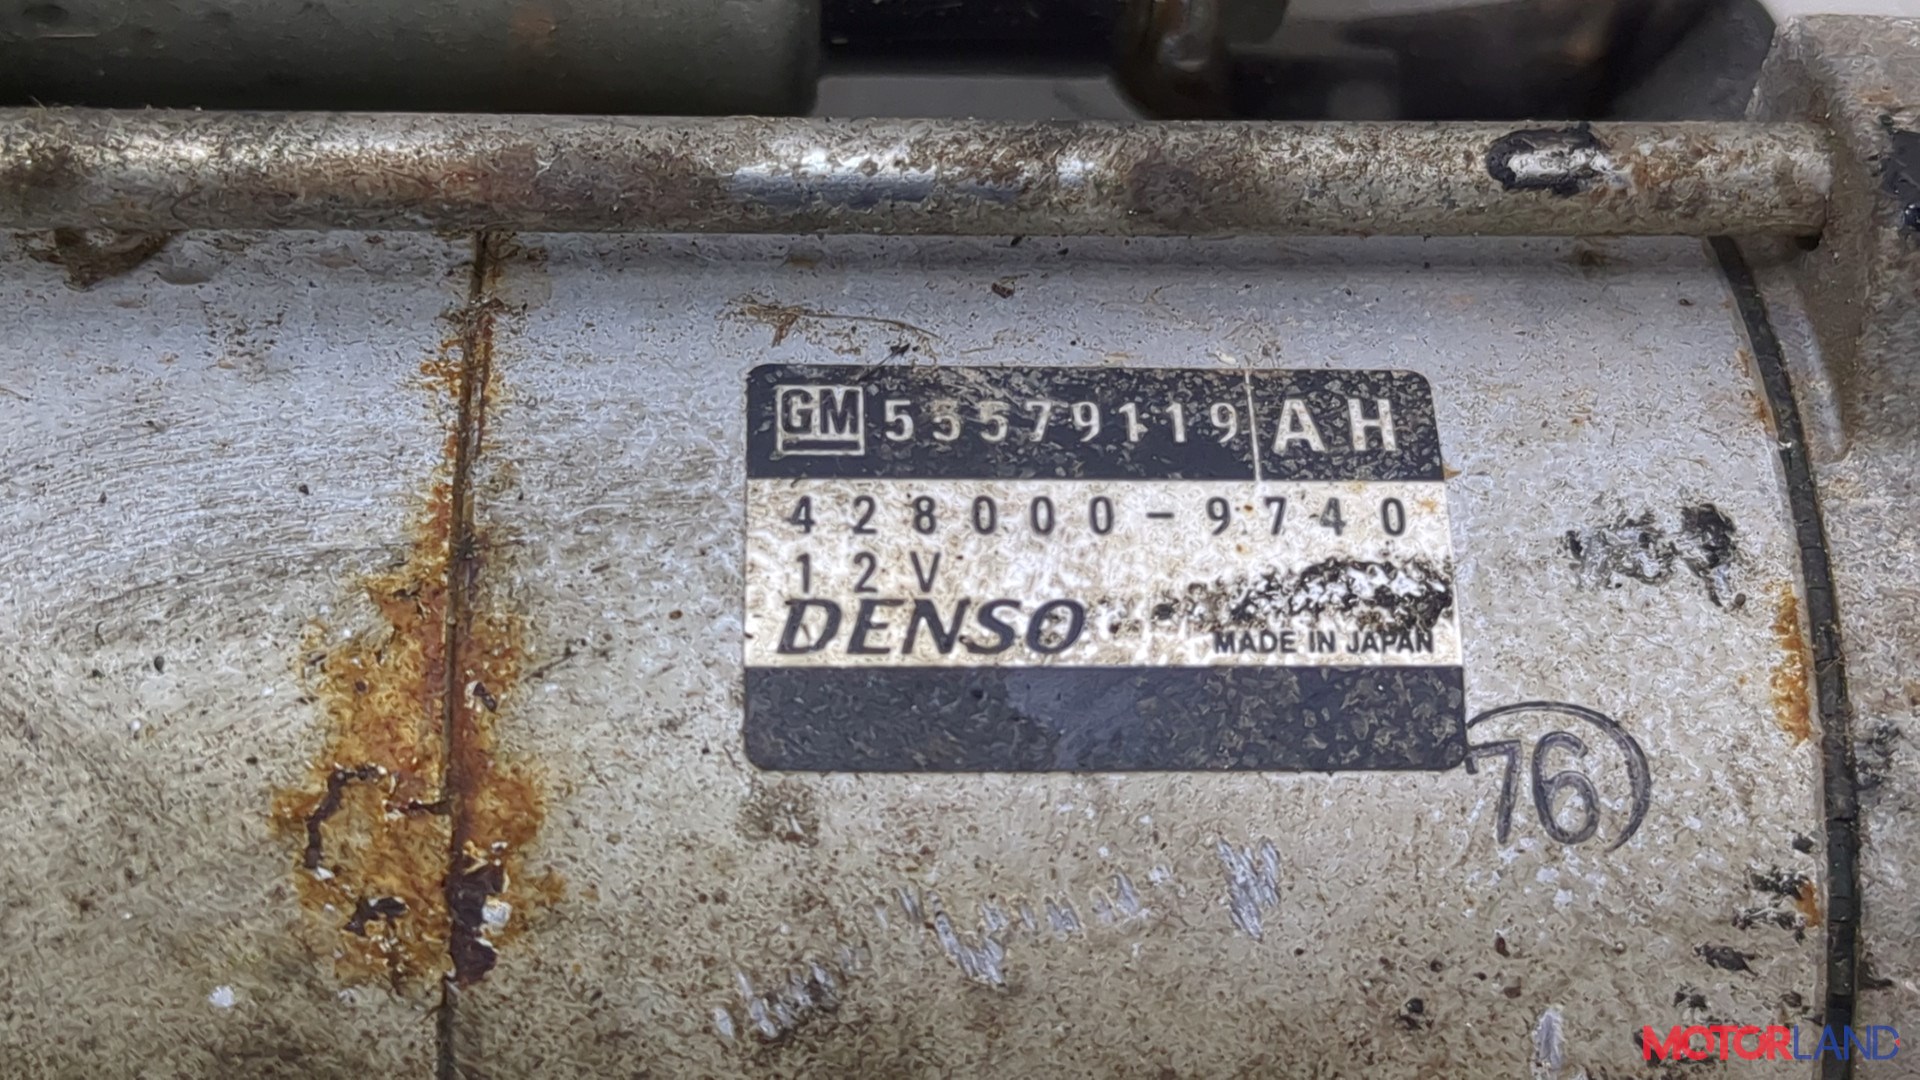 GM 55579119 AH
428000-9740
12V
DENSO MADE IN JAPAN
76
MOTORLAND